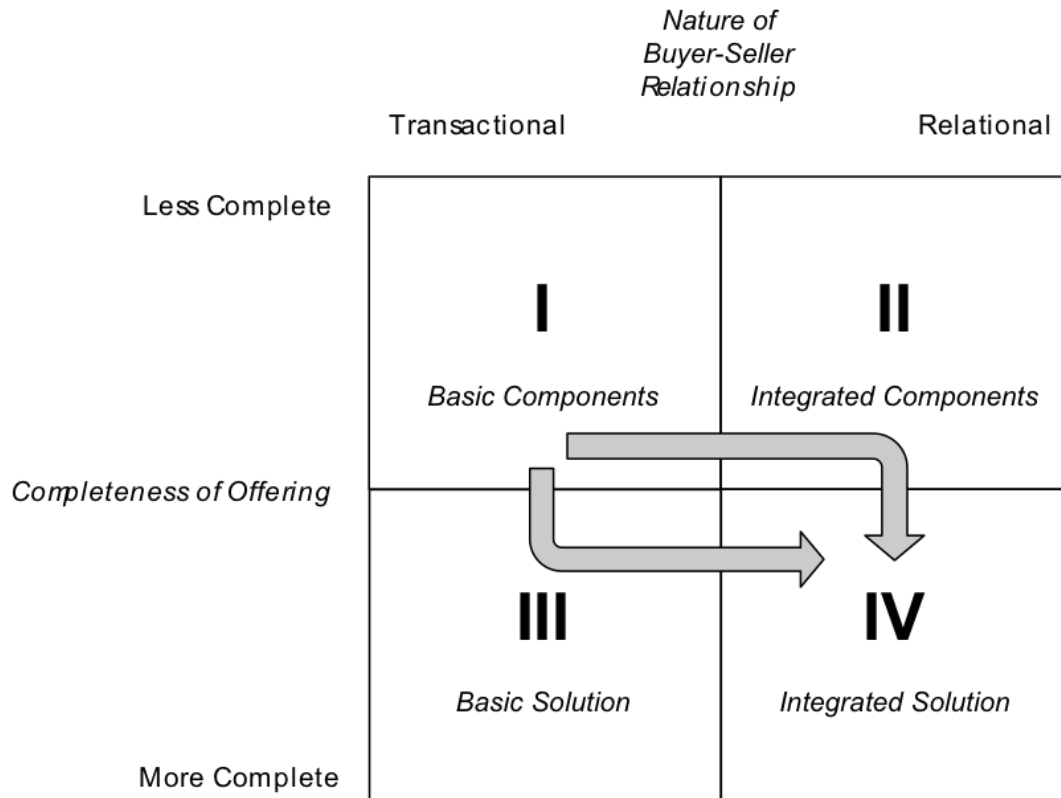 Nature of
Buyer-Seller
Relationship
Transactional
Relational
Less Complete
I
II
Basic Components
Integrated Components
Completeness of Offering
III
IV
Basic Solution
Integrated Solution
More Complete